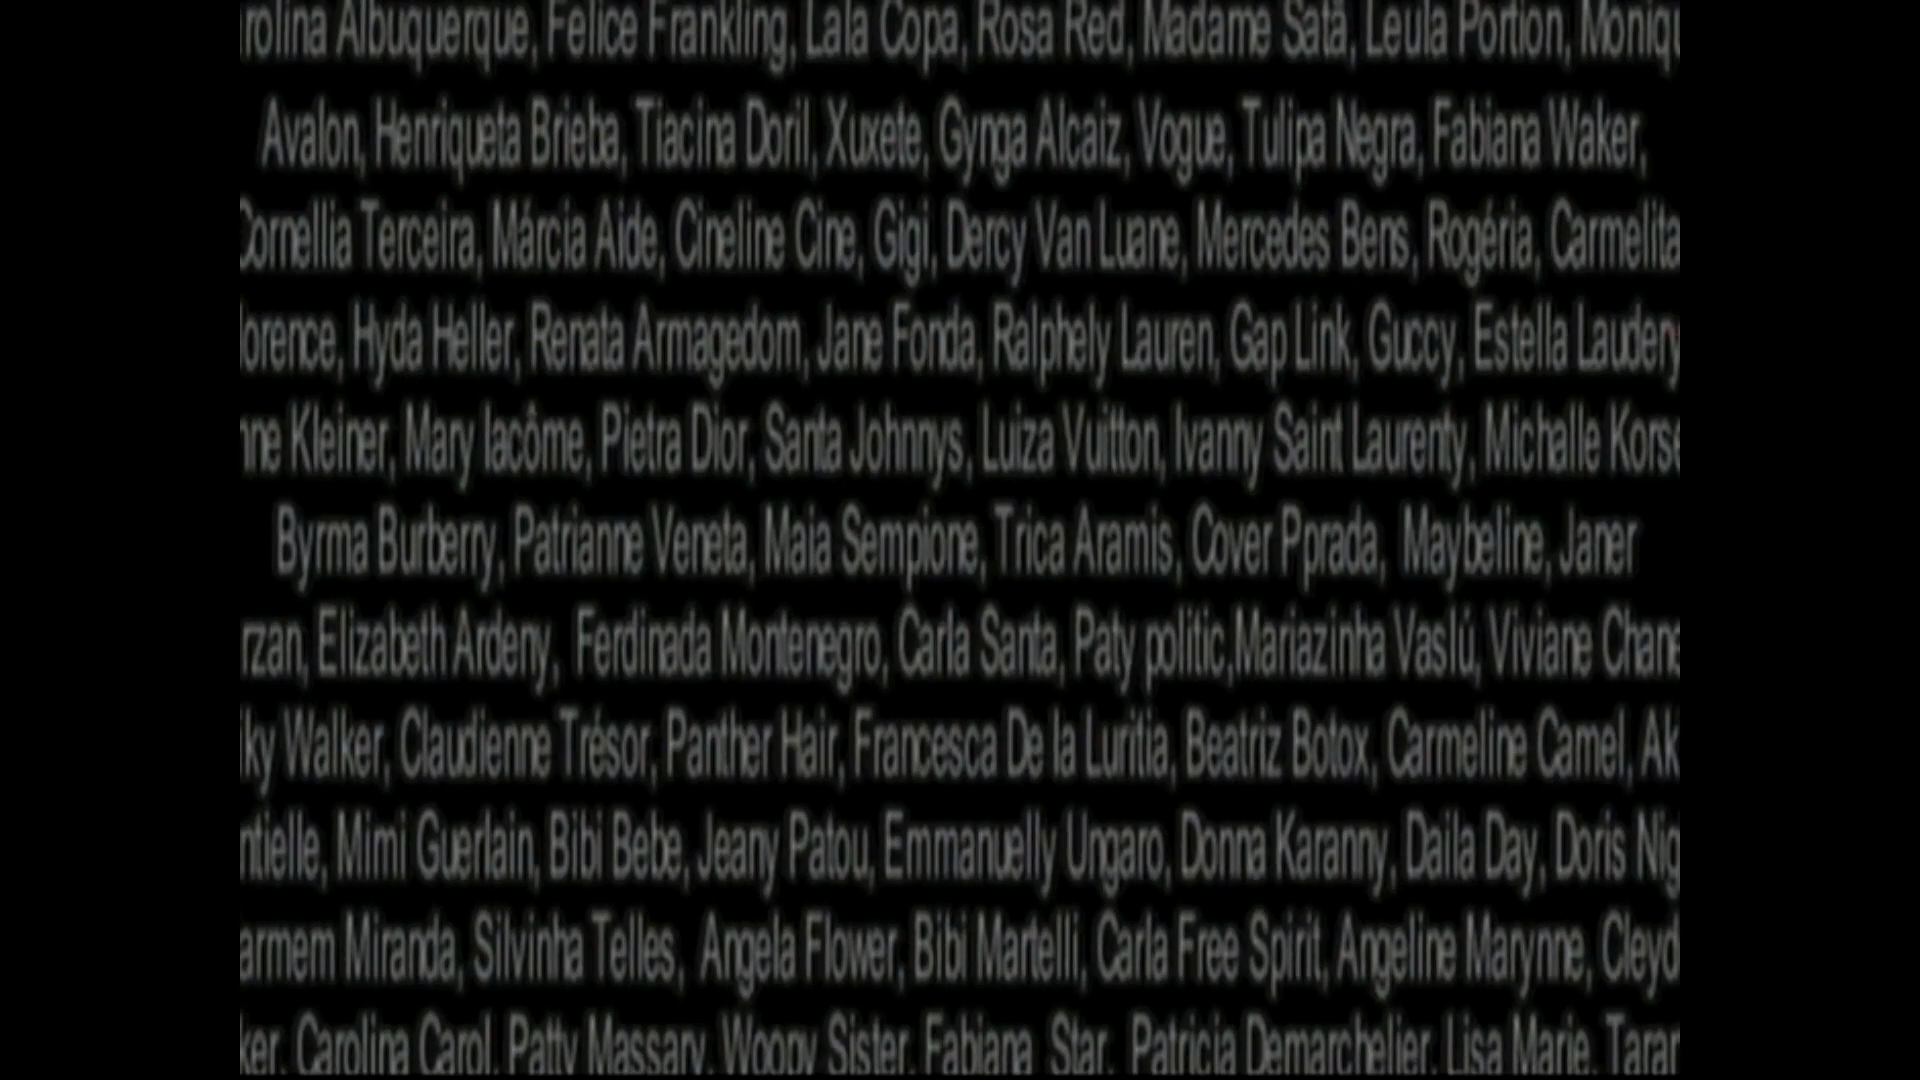 rolina Albuquerque, Felice Frankling, Lala Copa, Rosa Red, Madame Satã, Leula Portion, Moniqu
Avalon, Henriqueta Brieba, Tiacina Doril, Xuxete, Gynga Alcaiz, Vogue, Tulipa Negra, Fabiana Waker,
Cornellia Terceira, Márcia Aide, Cineline Cine, Gigi, Dercy Van Luane, Mercedes Bens, Rogéria, Carmelita
lorence, Hyda Heller, Renata Armagedom, Jane Fonda, Ralphely Lauren, Gap Link, Guccy, Estella Laudery
nne Kleiner, Mary lacôme, Pietra Dior, Santa Johnnys, Luiza Vuitton, Ivanny Saint Laurenty, Michalle Korse
Byrma Burberry, Patrianne Veneta, Maia Sempione, Trica Aramis, Cover Pprada, Maybeline, Janer
rzan, Elizabeth Ardeny, Ferdinada Montenegro, Carla Santa, Paty politic,Mariazinha Vaslú, Viviane Chane
iky Walker, Claudienne Trésor, Panther Hair, Francesca De la Luritia, Beatriz Botox, Carmeline Camel, Ak
ntielle, Mimi Guerlain, Bibi Bebe, Jeany Patou, Emmanuelly Ungaro, Donna Karanny, Daila Day, Doris Nig
armem Miranda, Silvinha Telles, Angela Flower, Bibi Martelli, Carla Free Spirit, Angeline Marynne, Cleyd
ker, Carolina Carol, Patty Massary, Woopy Sister, Fabiana Star, Patricia Demarchelier, Lisa Marie, Tarar